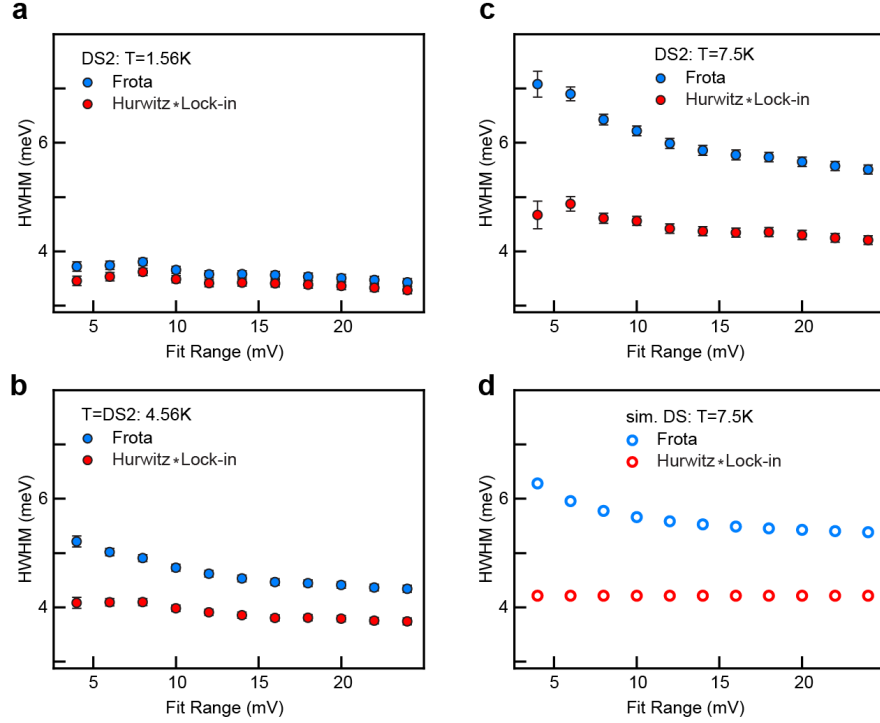 a
DS2: T=1.56K
Frota
Hurwitz*Lock-in
HWHM (meV)
6
4
5
10
15
20
Fit Range (mV)
c
DS2: T=7.5K
Frota
Hurwitz*Lock-in
HWHM (meV)
6
4
5
10
15
20
Fit Range (mV)
b
T=DS2: 4.56K
Frota
Hurwitz*Lock-in
HWHM (meV)
6
4
5
10
15
20
Fit Range (mV)
d
sim. DS: T=7.5K
Frota
Hurwitz*Lock-in
HWHM (meV)
6
4
5
10
15
20
Fit Range (mV)